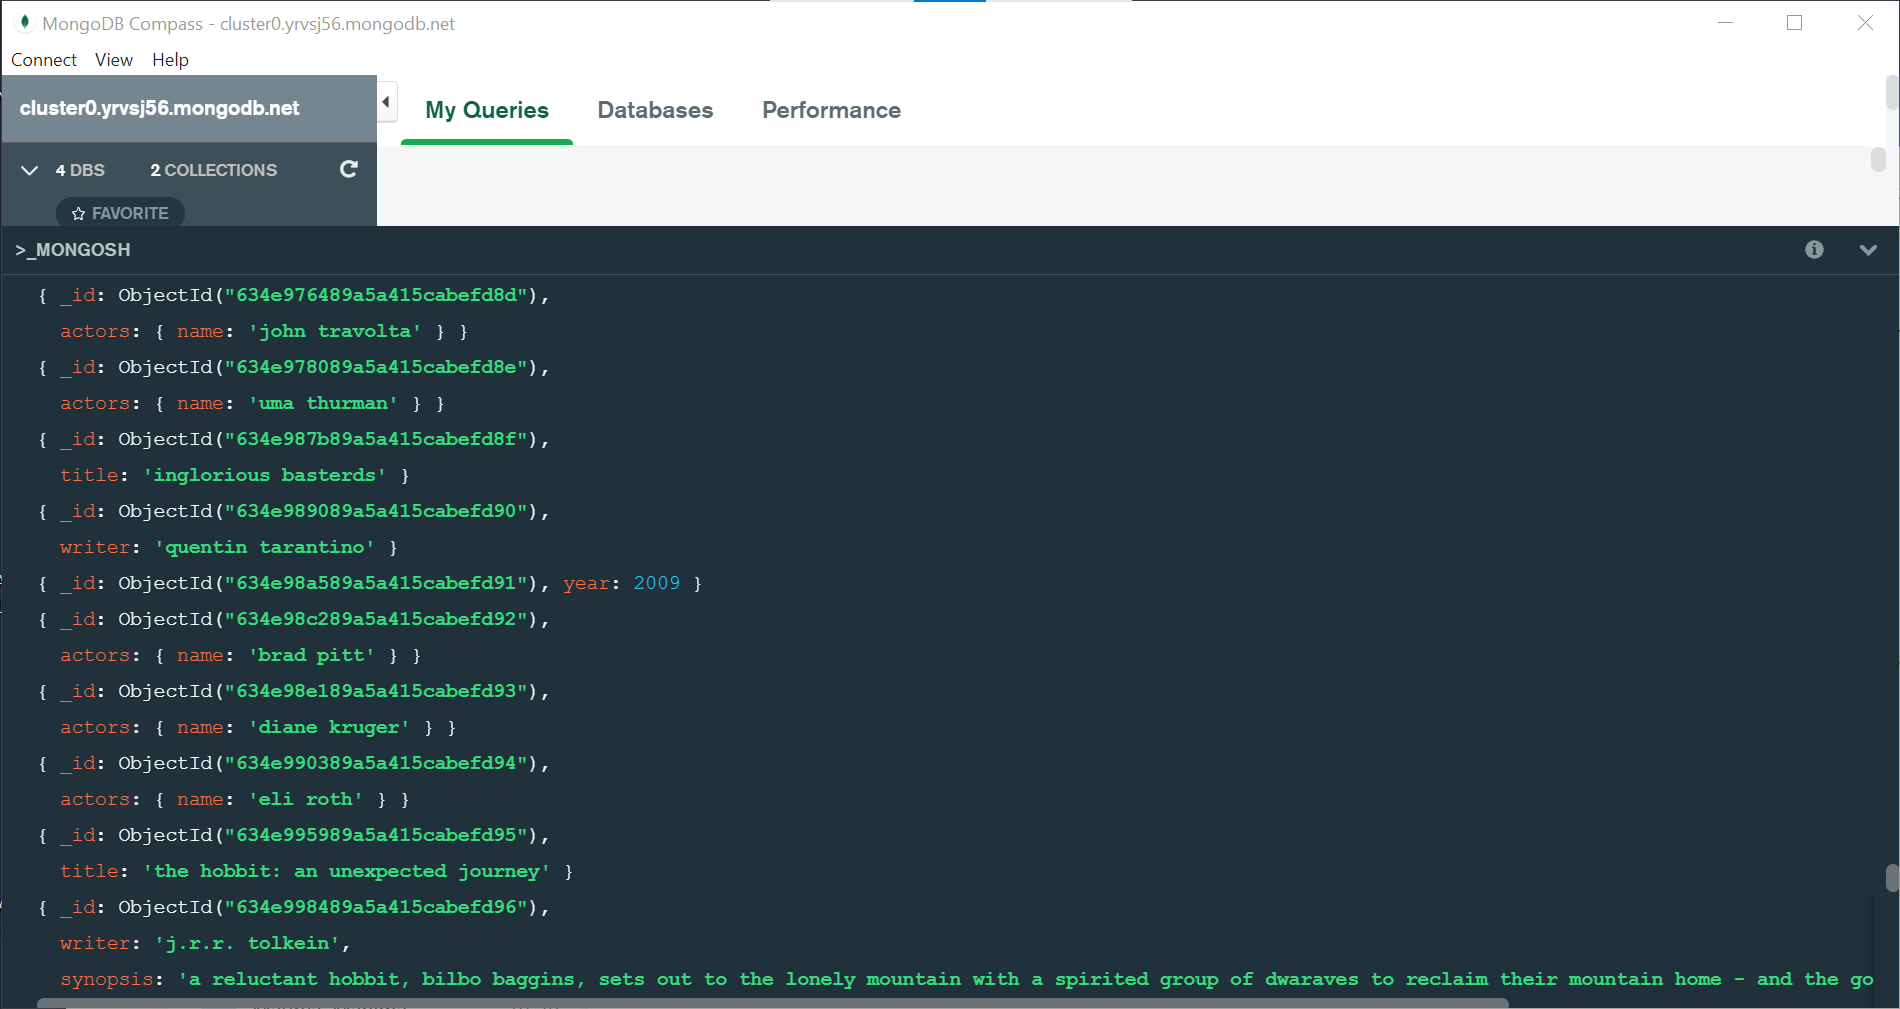 MongoDB Compass - cluster0.yrvsj56.mongodb.net
Connect View Help
cluster0.yrvsj56.mongodb.net
My Queries Databases Performance
4 DBS 2 COLLECTIONS
FAVORITE
>_MONGOSH
{ _id: ObjectId("634e976489a5a415cabefd8d"),
actors: { name: 'john travolta' } }
{ _id: ObjectId("634e978089a5a415cabefd8e"),
actors: { name: 'uma thurman' } }
{ _id: ObjectId("634e987b89a5a415cabefd8f"),
title: 'inglorious basterds' }
{ _id: ObjectId("634e989089a5a415cabefd90"),
writer: 'quentin tarantino' }
{ _id: ObjectId("634e98a589a5a415cabefd91"), year: 2009 }
{ _id: ObjectId("634e98c289a5a415cabefd92"),
actors: { name: 'brad pitt' } }
{ _id: ObjectId("634e98e189a5a415cabefd93"),
actors: { name: 'diane kruger' } }
{ _id: ObjectId("634e990389a5a415cabefd94"),
actors: { name: 'eli roth' } }
{ _id: ObjectId("634e995989a5a415cabefd95"),
title: 'the hobbit: an unexpected journey' }
{ _id: ObjectId("634e998489a5a415cabefd96"),
writer: 'j.r.r. tolkein',
synopsis: 'a reluctant hobbit, bilbo baggins, sets out to the lonely mountain with a spirited group of dwaraves to reclaim their mountain home - and the go